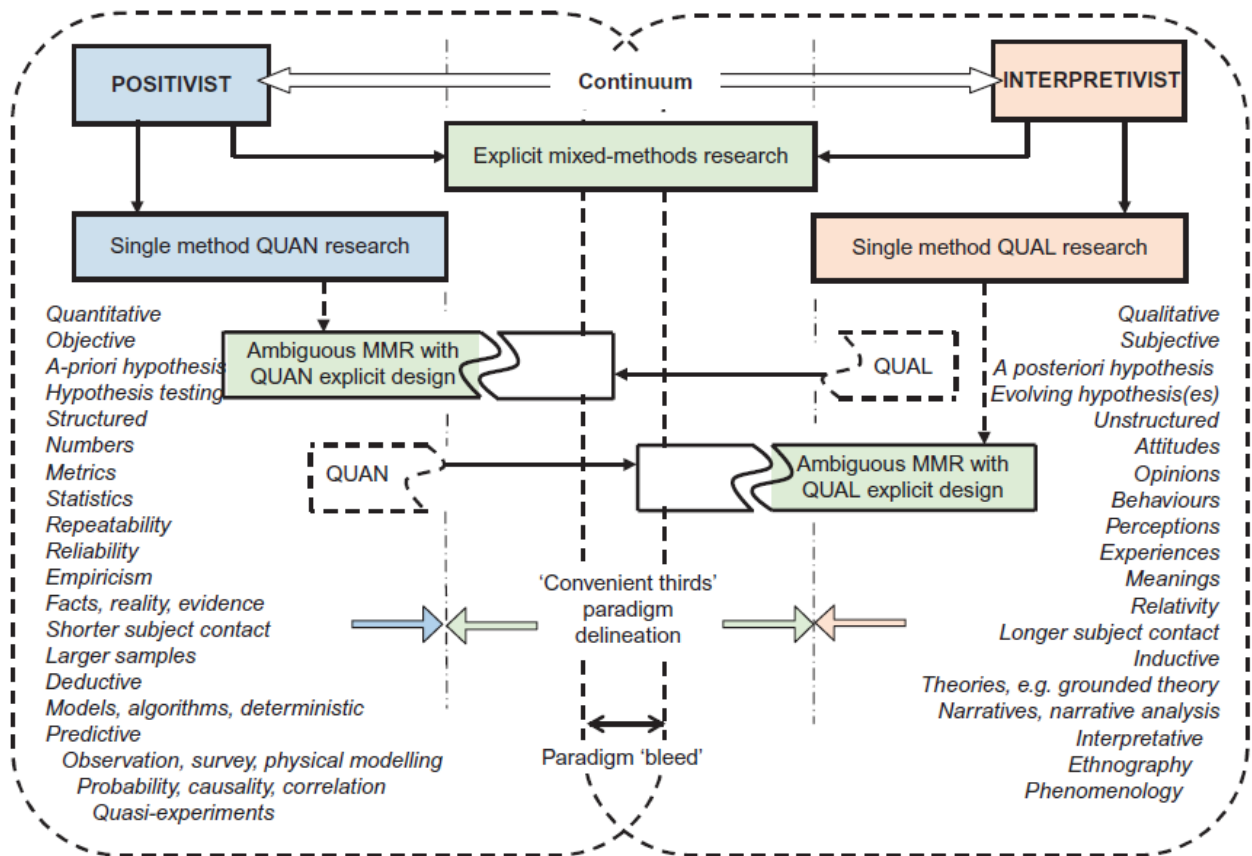 POSITIVIST
Continuum
INTERPRETIVIST
Explicit mixed-methods research
Single method QUAN research
Single method QUAL research
Quantitative
Objective
A-priori hypothesis
Hypothesis testing
Structured
Numbers
Metrics
Statistics
Repeatability
Reliability
Empiricism
Facts, reality, evidence
Shorter subject contact
Larger samples
Deductive
Models, algorithms, deterministic
Predictive
Observation, survey, physical modelling
Probability, causality, correlation
Quasi-experiments
Ambiguous MMR with
QUAN explicit design
QUAL
QUAN
Ambiguous MMR with
QUAL explicit design
‘Convenient thirds’
paradigm
delineation
Paradigm ‘bleed’
Qualitative
Subjective
A posteriori hypothesis
Evolving hypothesis(es)
Unstructured
Attitudes
Opinions
Behaviours
Perceptions
Experiences
Meanings
Relativity
Longer subject contact
Inductive
Theories, e.g. grounded theory
Narratives, narrative analysis
Interpretative
Ethnography
Phenomenology